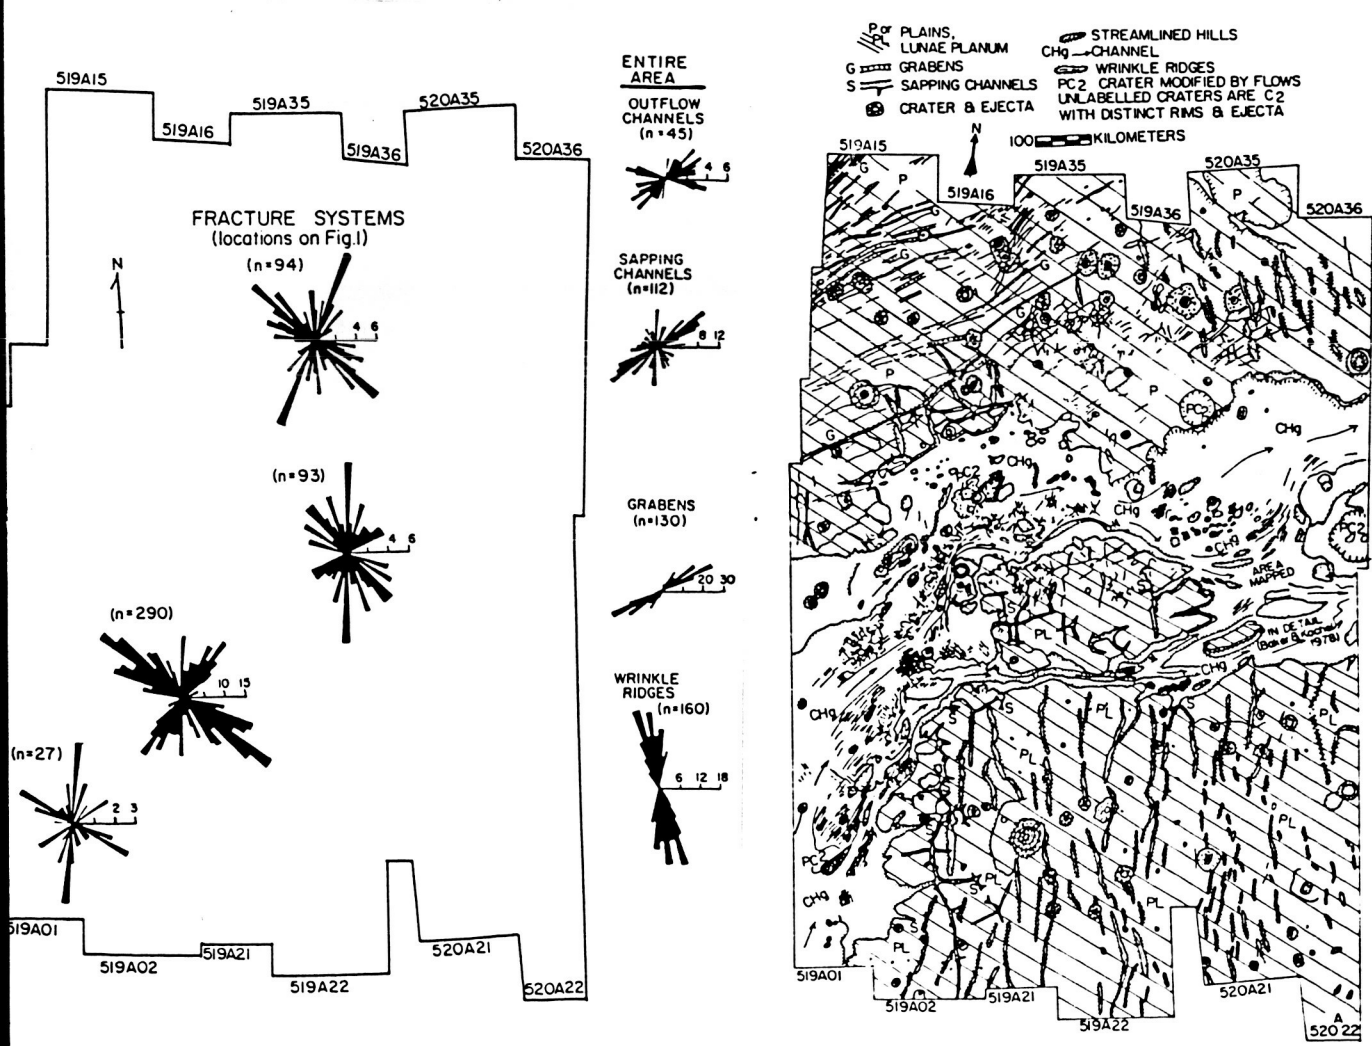 519A15
519A16
519A35
519A36
520A35
520A36
FRACTURE SYSTEMS
(locations on Fig.1)
(n=94)
4 6
N
(n=93)
4 6
(n=290)
10 15
(n=27)
2 3
519A01
519A02
519A21
519A22
520A21
520A22
ENTIRE
AREA
OUTFLOW
CHANNELS
(n=45)
4 6
SAPPING
CHANNELS
(n=112)
8 12
GRABENS
(n=130)
20 30
WRINKLE
RIDGES
(n=160)
6 12 18
P or PLAINS,
PL LUNAE PLANUM
G GRABENS
S SAPPING CHANNELS
CRATER & EJECTA
STREAMLINED HILLS
CHg CHANNEL
WRINKLE RIDGES
PC2 CRATER MODIFIED BY FLOWS
UNLABELLED CRATERS ARE C2
WITH DISTINCT RIMS & EJECTA
N
100 KILOMETERS
519A15
519A16
519A35
519A36
520A35
520A36
G
P
G
P
G
G
G
P
P
PC2
G
CHg
CHg
CHg
CHg
PC2
AREA
MAPPED
IN DETAIL
1978)
S
S
PL
CHg
CHg
S
S
PL
S
PL
PL
S
PL
PC2
S
PL
PL
CHg
S
PL
519A01
519A02
519A21
519A22
520A21
A
520 22